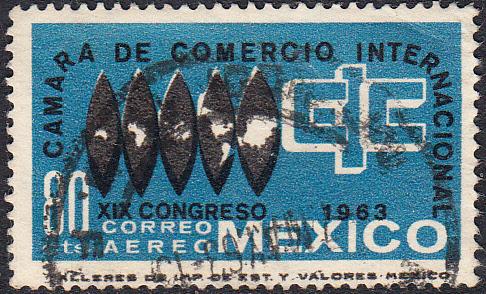 CAMARA DE COMERCIO INTERNACIONAL
CIC
XIX CONGRESO 1963
80 cts.
CORREO
AEREO
MEXICO
TALLERES DE IMP. DE EST. Y VALORES-MEXICO